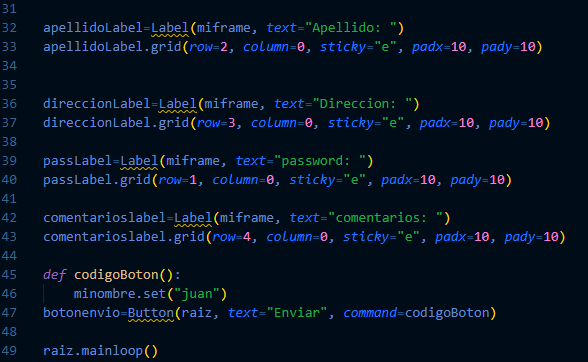 31
32 apellidoLabel=Label(miframe, text="Apellido: ")
33 apellidoLabel.grid(row=2, column=0, sticky="e", padx=10, pady=10)
34
35
36 direccionLabel=Label(miframe, text="Direccion: ")
37 direccionLabel.grid(row=3, column=0, sticky="e", padx=10, pady=10)
38
39 passLabel=Label(miframe, text="password: ")
40 passLabel.grid(row=1, column=0, sticky="e", padx=10, pady=10)
41
42 comentarioslabel=Label(miframe, text="comentarios: ")
43 comentarioslabel.grid(row=4, column=0, sticky="e", padx=10, pady=10)
44
45 def codigoBoton():
46     minombre.set("juan")
47 botonenvio=Button(raiz, text="Enviar", command=codigoBoton)
48
49 raiz.mainloop()